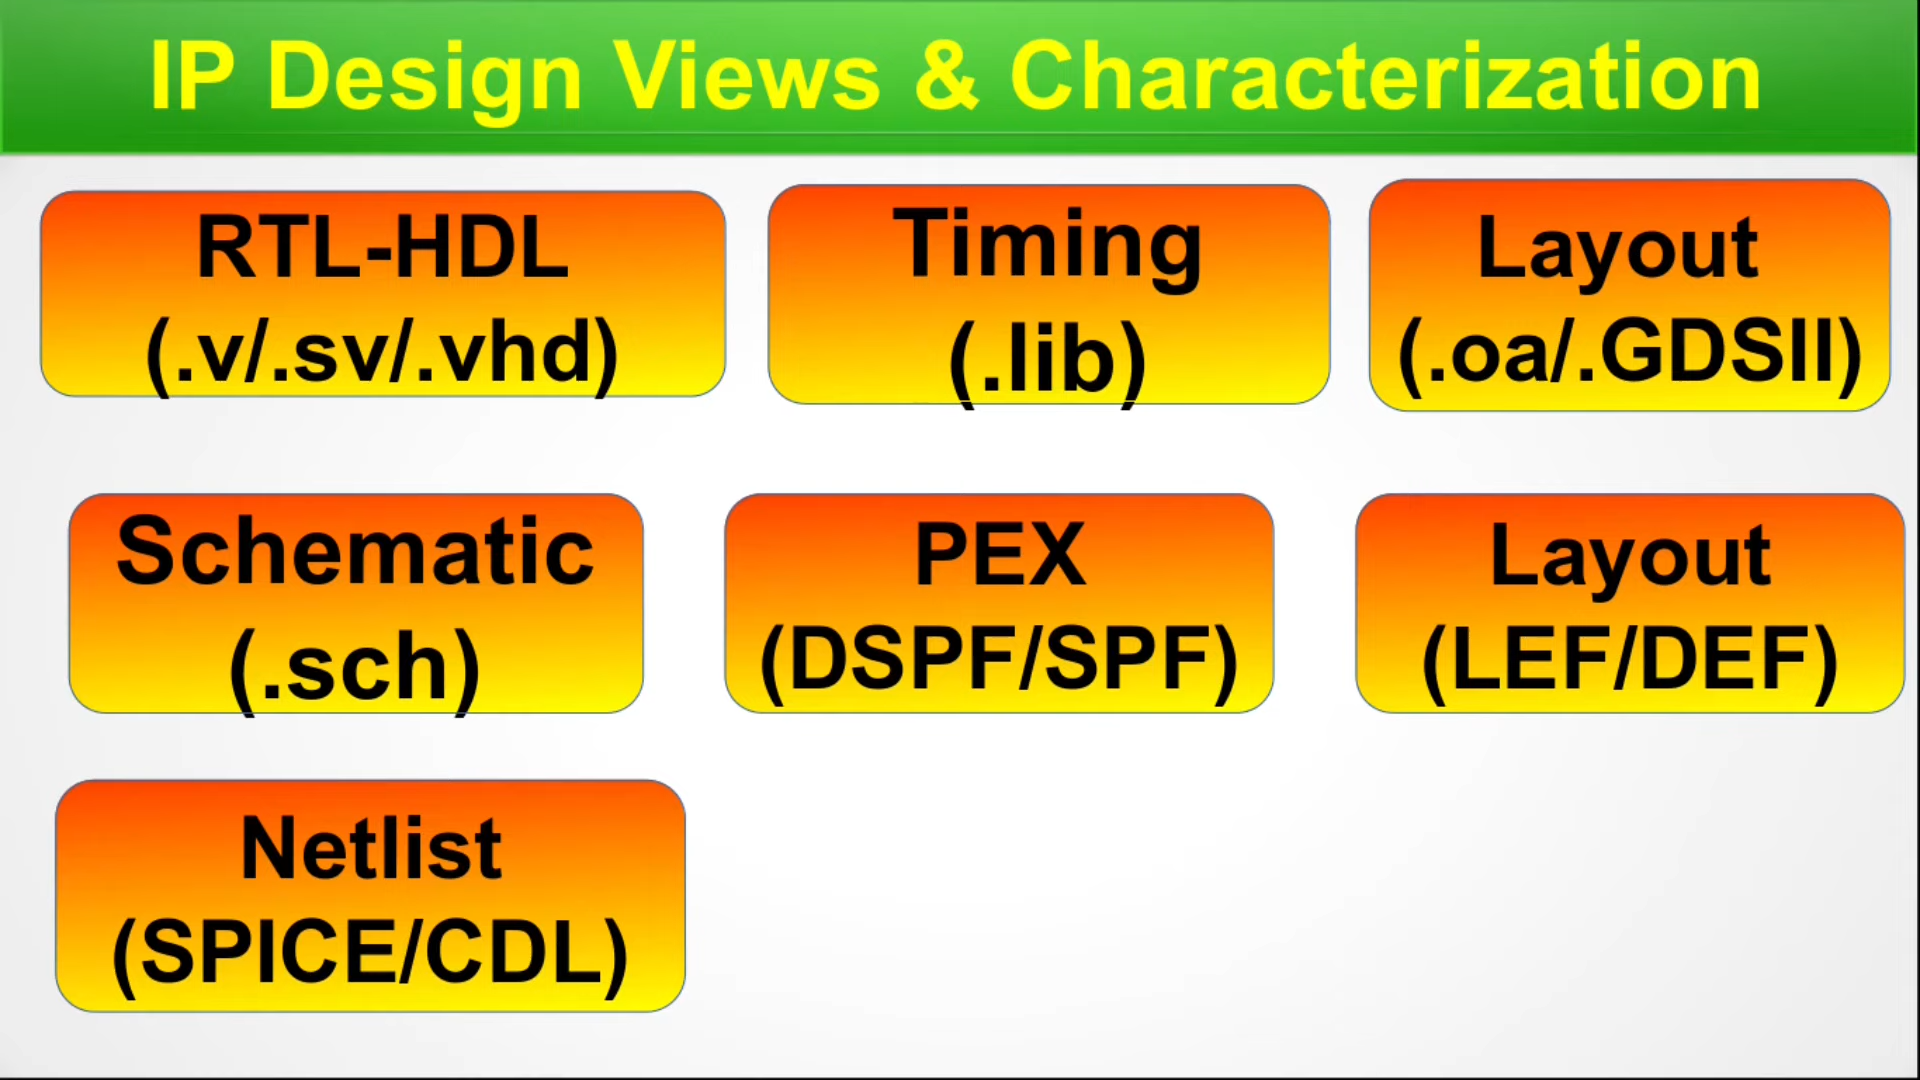 IP Design Views & Characterization
RTL-HDL
(.v/.sv/.vhd)
Timing
(.lib)
Layout
(.oa/.GDSII)
Schematic
(.sch)
PEX
(DSPF/SPF)
Layout
(LEF/DEF)
Netlist
(SPICE/CDL)